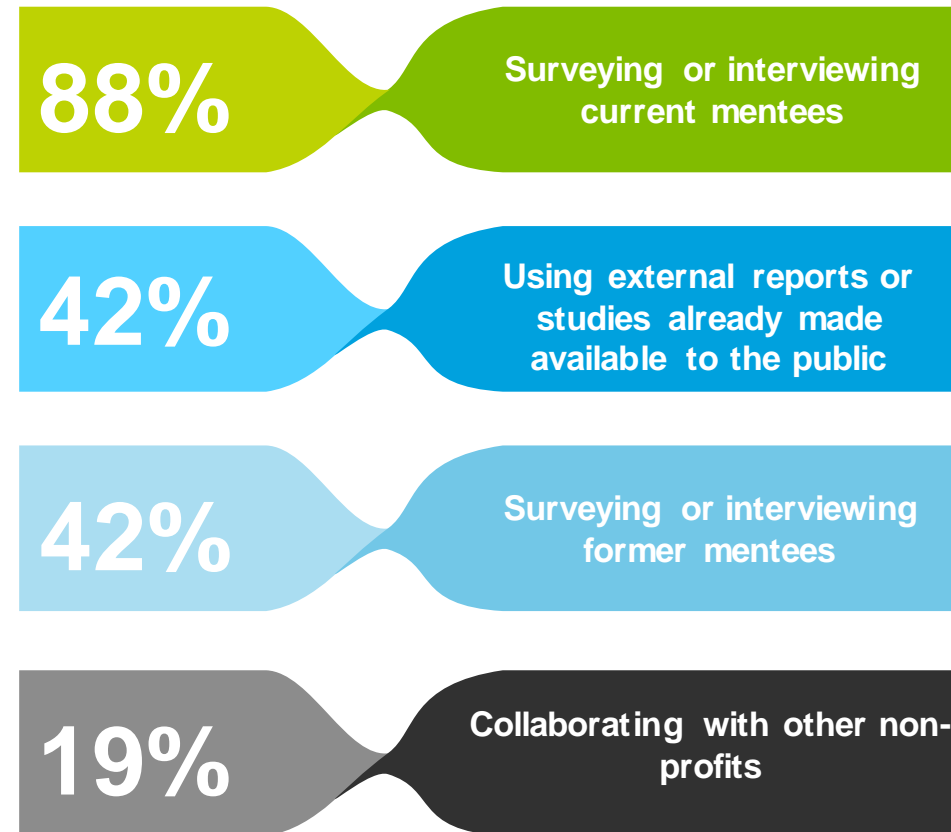 88%
Surveying or interviewing
current mentees
42%
Using external reports or
studies already made
available to the public
42%
Surveying or interviewing
former mentees
19%
Collaborating with other non-
profits